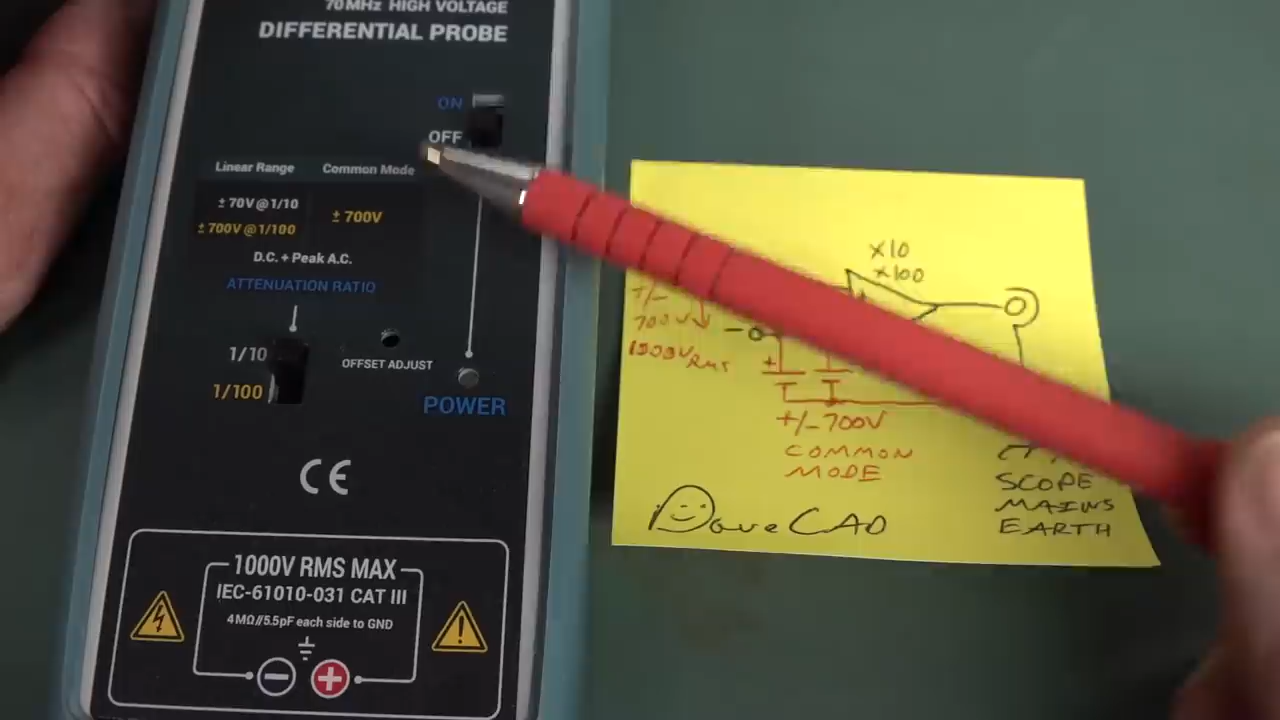 70MHz HIGH VOLTAGE
DIFFERENTIAL PROBE
ON
OFF
Linear Range Common Mode
± 70V @ 1/10
± 700V @ 1/100
± 700V
D.C. + Peak A.C.
ATTENUATION RATIO
1/10
1/100
OFFSET ADJUST
POWER
CE
1000V RMS MAX
IEC-61010-031 CAT III
4MΩ//5.5pF each side to GND
− +
x10
x100
+/-
700V
RMS
−
+
+/-700V
COMMON
MODE
SCOPE
MAINS
EARTH
DaveCAD